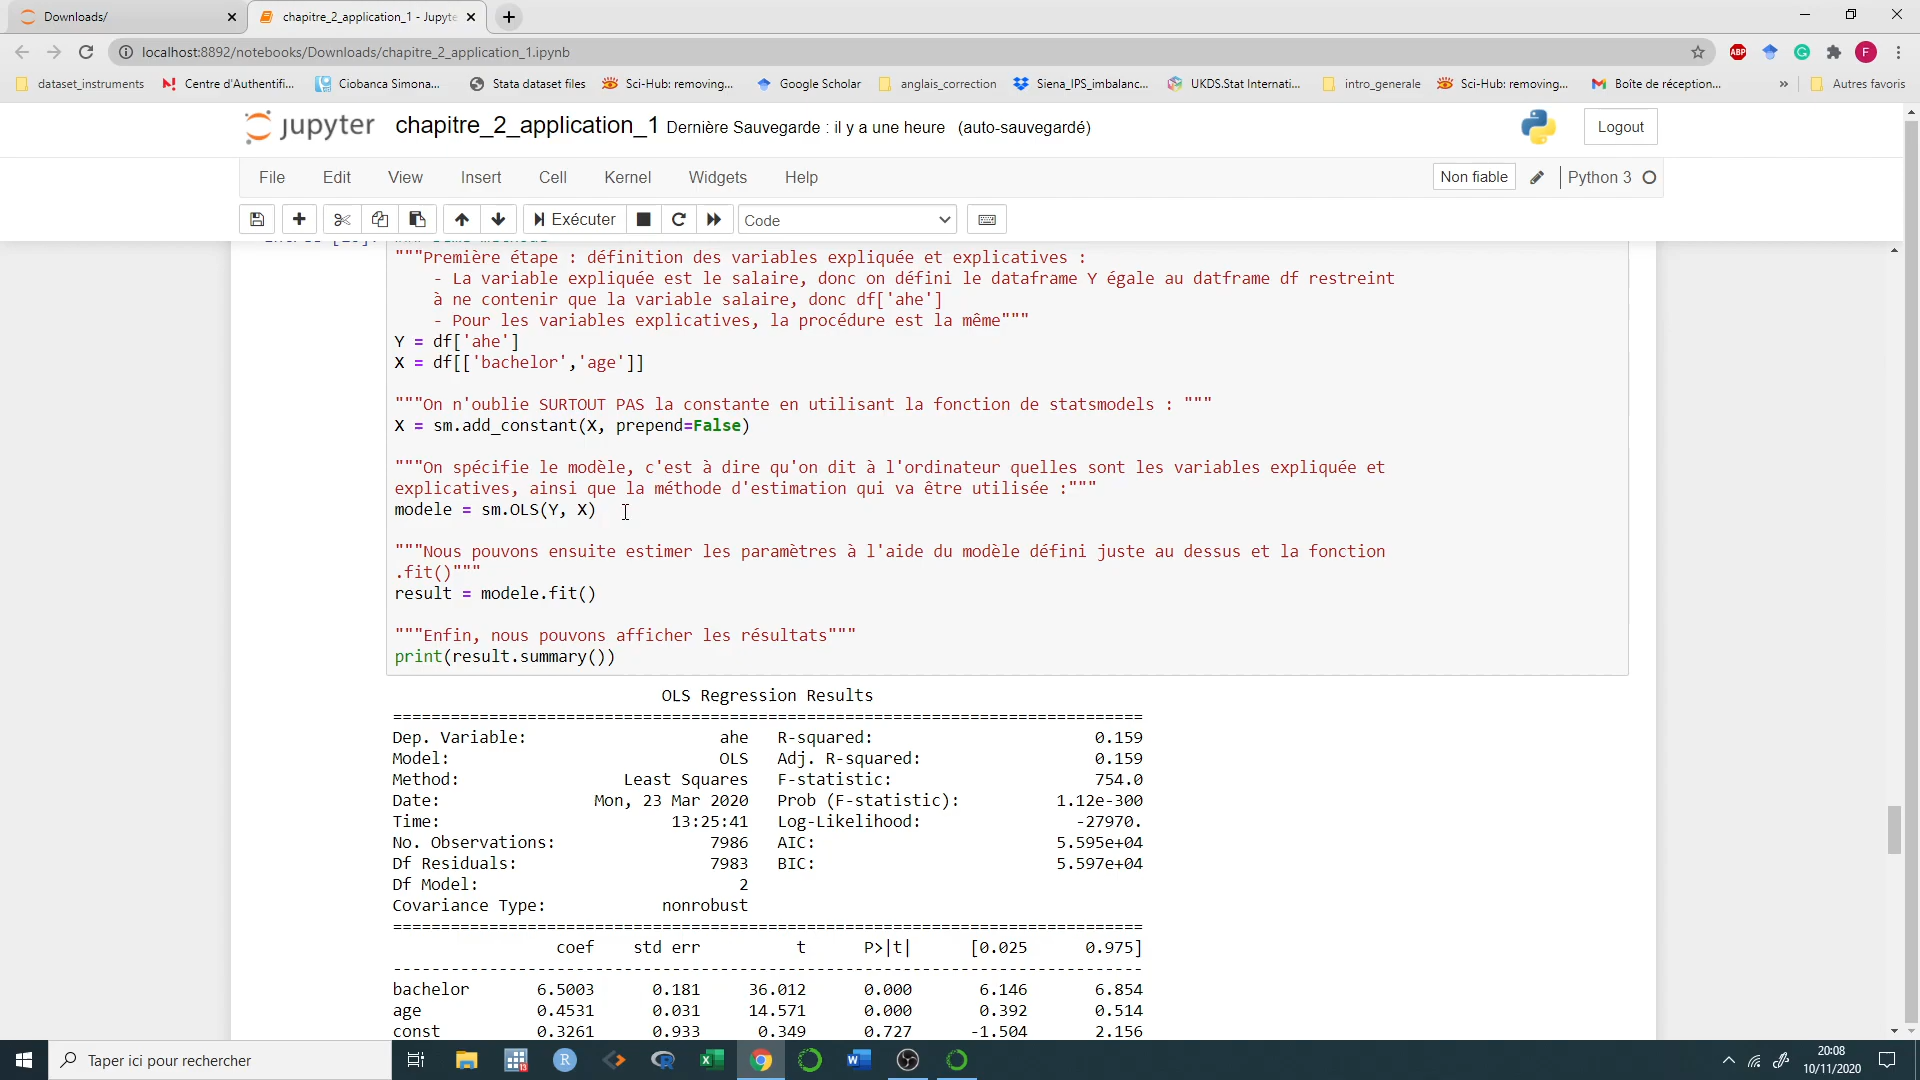 Downloads/
chapitre_2_application_1 - Jupyte
localhost:8892/notebooks/Downloads/chapitre_2_application_1.ipynb
ABP
F
dataset_instruments
Centre d'Authentifi...
Ciobanca Simona...
Stata dataset files
Sci-Hub: removing...
Google Scholar
anglais_correction
Siena_IPS_imbalanc...
UKDS.Stat Internati...
intro_generale
Sci-Hub: removing...
Boîte de réception...
»
Autres favoris
jupyter chapitre_2_application_1 Dernière Sauvegarde : il y a une heure (auto-sauvegardé)
Logout
File Edit View Insert Cell Kernel Widgets Help
Non fiable
Python 3
Exécuter
Code
"""Première étape : définition des variables expliquée et explicatives :
- La variable expliquée est le salaire, donc on défini le dataframe Y égale au datframe df restreint
à ne contenir que la variable salaire, donc df['ahe']
- Pour les variables explicatives, la procédure est la même"""
Y = df['ahe']
X = df[['bachelor','age']]
"""On n'oublie SURTOUT PAS la constante en utilisant la fonction de statsmodels : """
X = sm.add_constant(X, prepend=False)
"""On spécifie le modèle, c'est à dire qu'on dit à l'ordinateur quelles sont les variables expliquée et
explicatives, ainsi que la méthode d'estimation qui va être utilisée :"""
modele = sm.OLS(Y, X)
"""Nous pouvons ensuite estimer les paramètres à l'aide du modèle défini juste au dessus et la fonction
.fit()"""
result = modele.fit()
"""Enfin, nous pouvons afficher les résultats"""
print(result.summary())
OLS Regression Results
==============================================================================
Dep. Variable: ahe R-squared: 0.159
Model: OLS Adj. R-squared: 0.159
Method: Least Squares F-statistic: 754.0
Date: Mon, 23 Mar 2020 Prob (F-statistic): 1.12e-300
Time: 13:25:41 Log-Likelihood: -27970.
No. Observations: 7986 AIC: 5.595e+04
Df Residuals: 7983 BIC: 5.597e+04
Df Model: 2
Covariance Type: nonrobust
==============================================================================
coef std err t P>|t| [0.025 0.975]
------------------------------------------------------------------------------
bachelor 6.5003 0.181 36.012 0.000 6.146 6.854
age 0.4531 0.031 14.571 0.000 0.392 0.514
const 0.3261 0.933 0.349 0.727 -1.504 2.156
Taper ici pour rechercher
20:08
10/11/2020